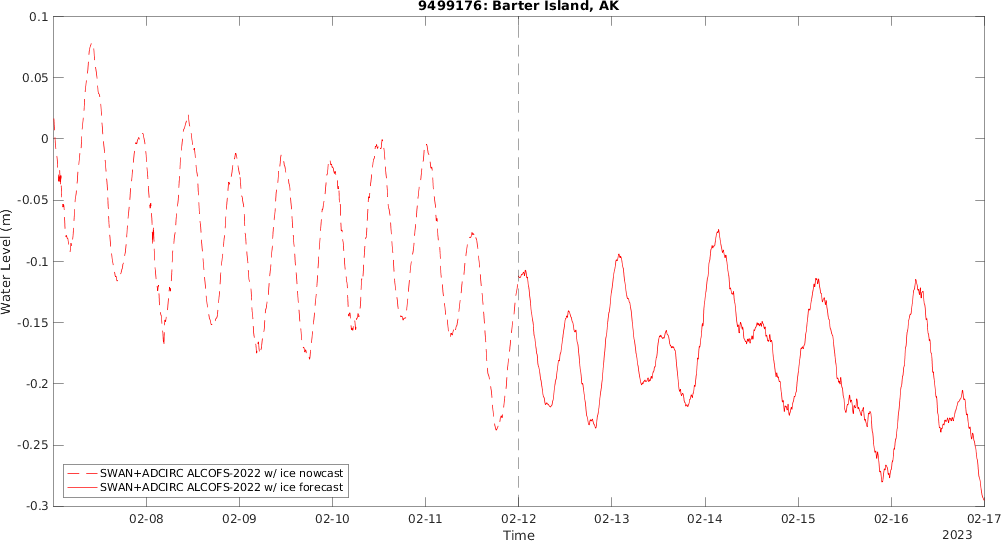 9499176: Barter Island, AK
0.1
0.05
0
-0.05
-0.1
-0.15
-0.2
-0.25
-0.3
Water Level (m)
SWAN+ADCIRC ALCOFS-2022 w/ ice nowcast
SWAN+ADCIRC ALCOFS-2022 w/ ice forecast
02-08 02-09 02-10 02-11 02-12 02-13 02-14 02-15 02-16 02-17
Time
2023